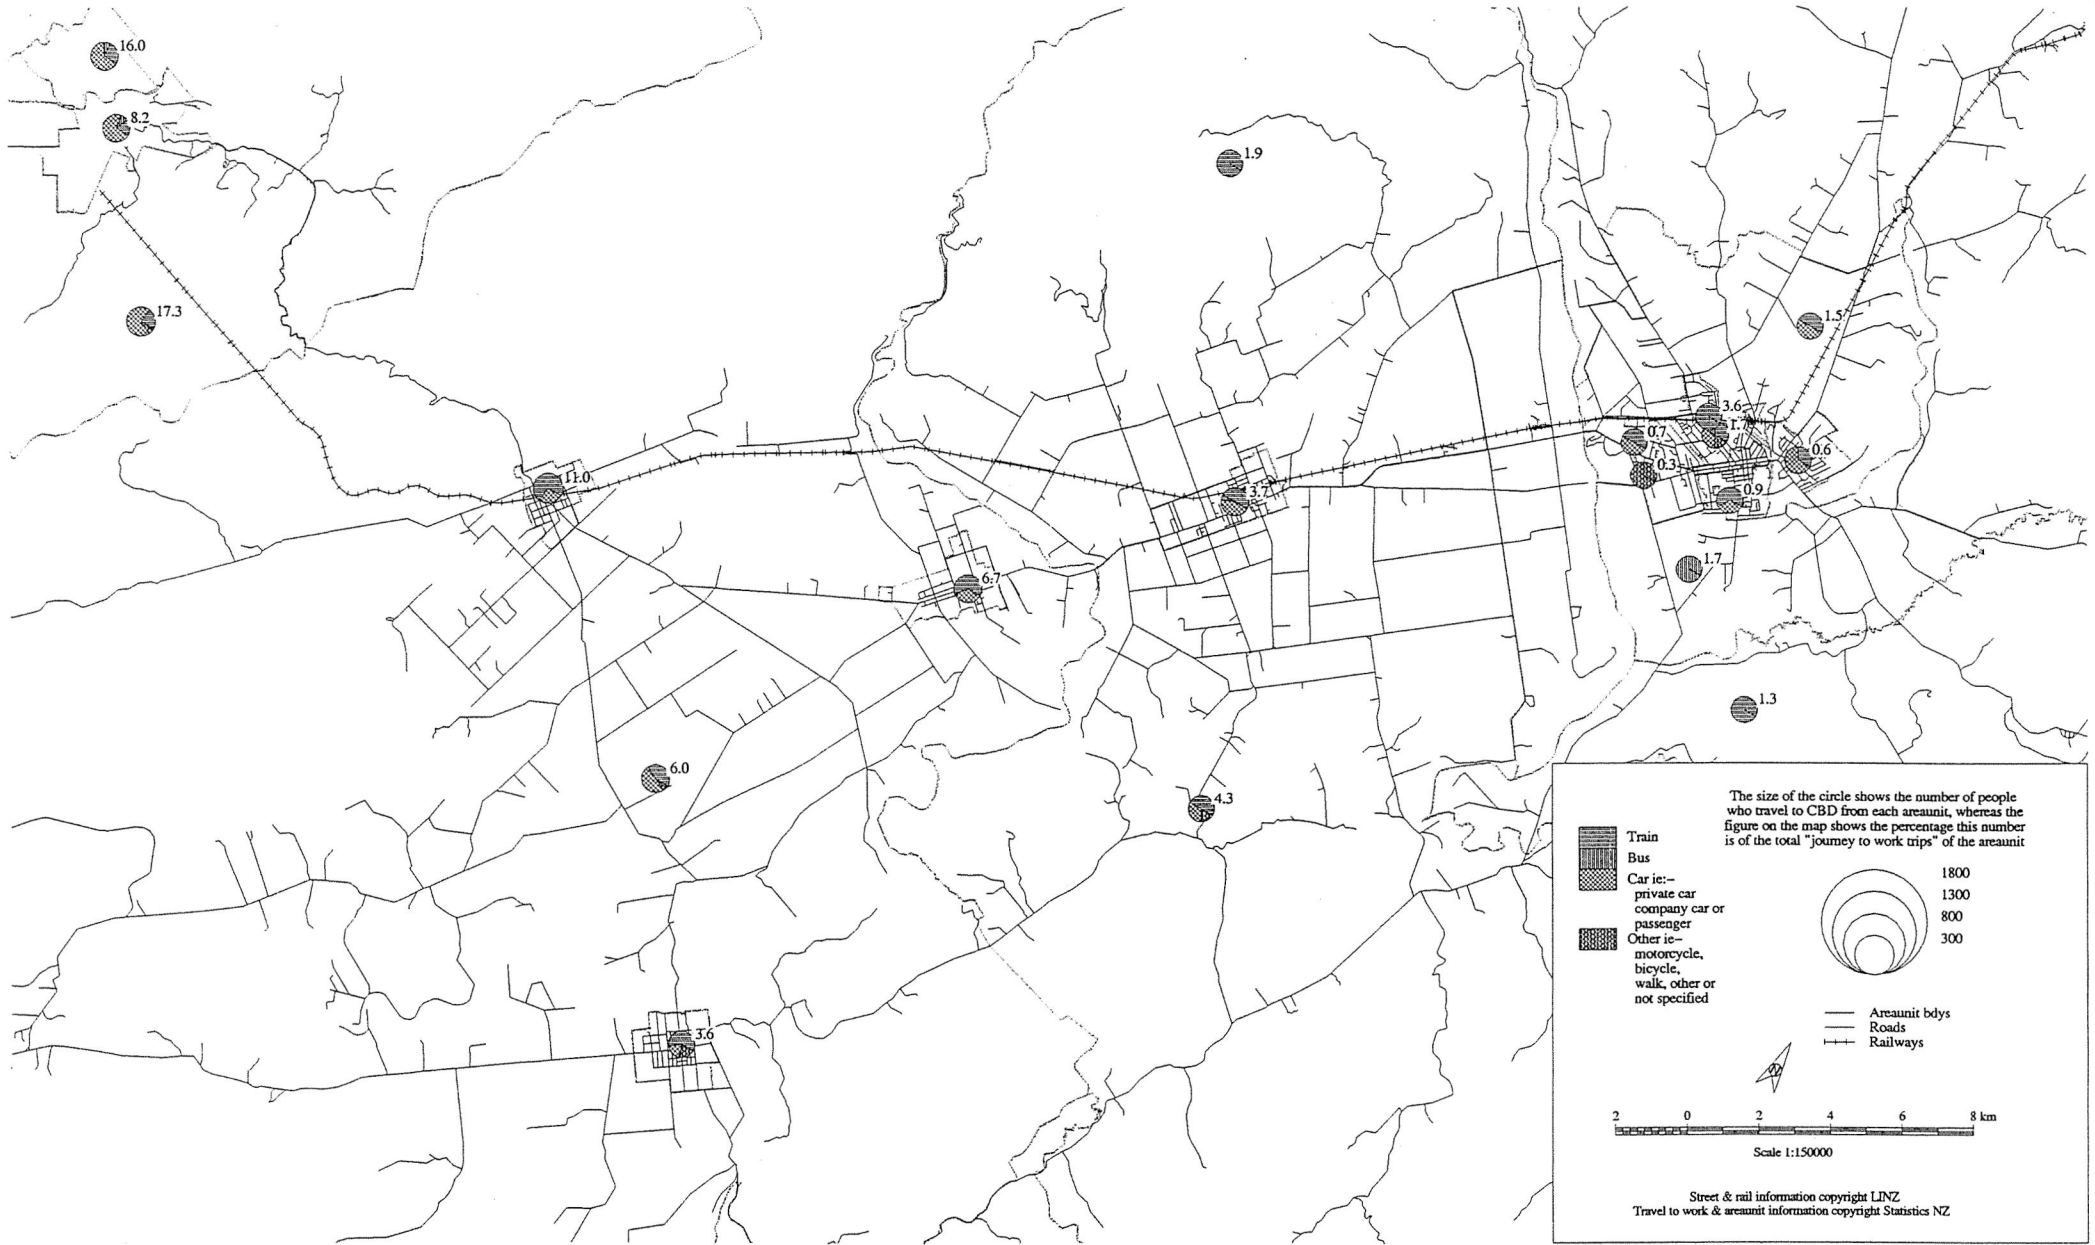 16.0
8.2
1.9
17.3
1.5
3.6
1.7
0.7
0.6
0.3
11.0
3.7
0.9
1.7
6.7
1.3
6.0
4.3
3.6
The size of the circle shows the number of people
who travel to CBD from each areaunit, whereas the
figure on the map shows the percentage this number
is of the total "journey to work trips" of the areaunit
Train
Bus
Car ie:–
private car
company car or
passenger
Other ie–
motorcycle,
bicycle,
walk, other or
not specified
1800
1300
800
300
Areaunit bdys
Roads
Railways
N
2 0 2 4 6 8 km
Scale 1:150000
Street & rail information copyright LINZ
Travel to work & areaunit information copyright Statistics NZ